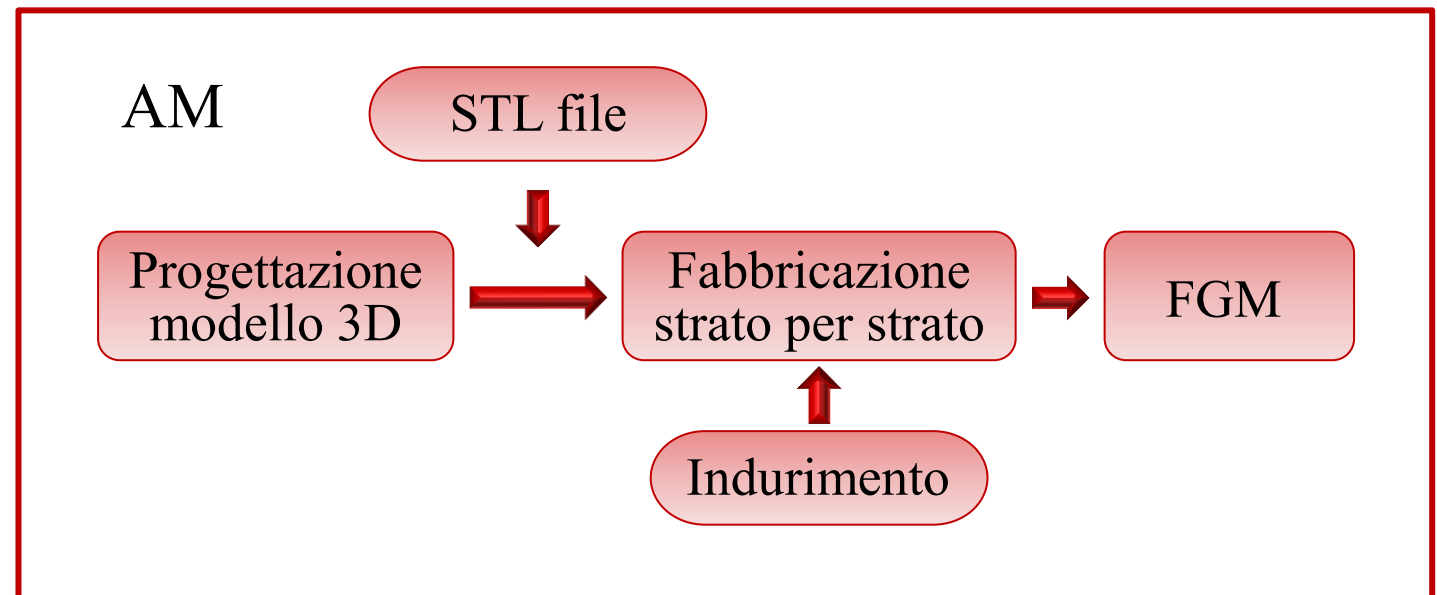 AM
STL file
Progettazione
modello 3D
Fabbricazione
strato per strato
FGM
Indurimento